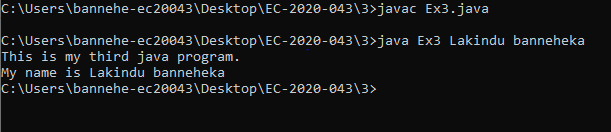 C:\Users\bannehe-ec20043\Desktop\EC-2020-043\3>javac Ex3.java
C:\Users\bannehe-ec20043\Desktop\EC-2020-043\3>java Ex3 Lakindu banneheka
This is my third java program.
My name is Lakindu banneheka
C:\Users\bannehe-ec20043\Desktop\EC-2020-043\3>